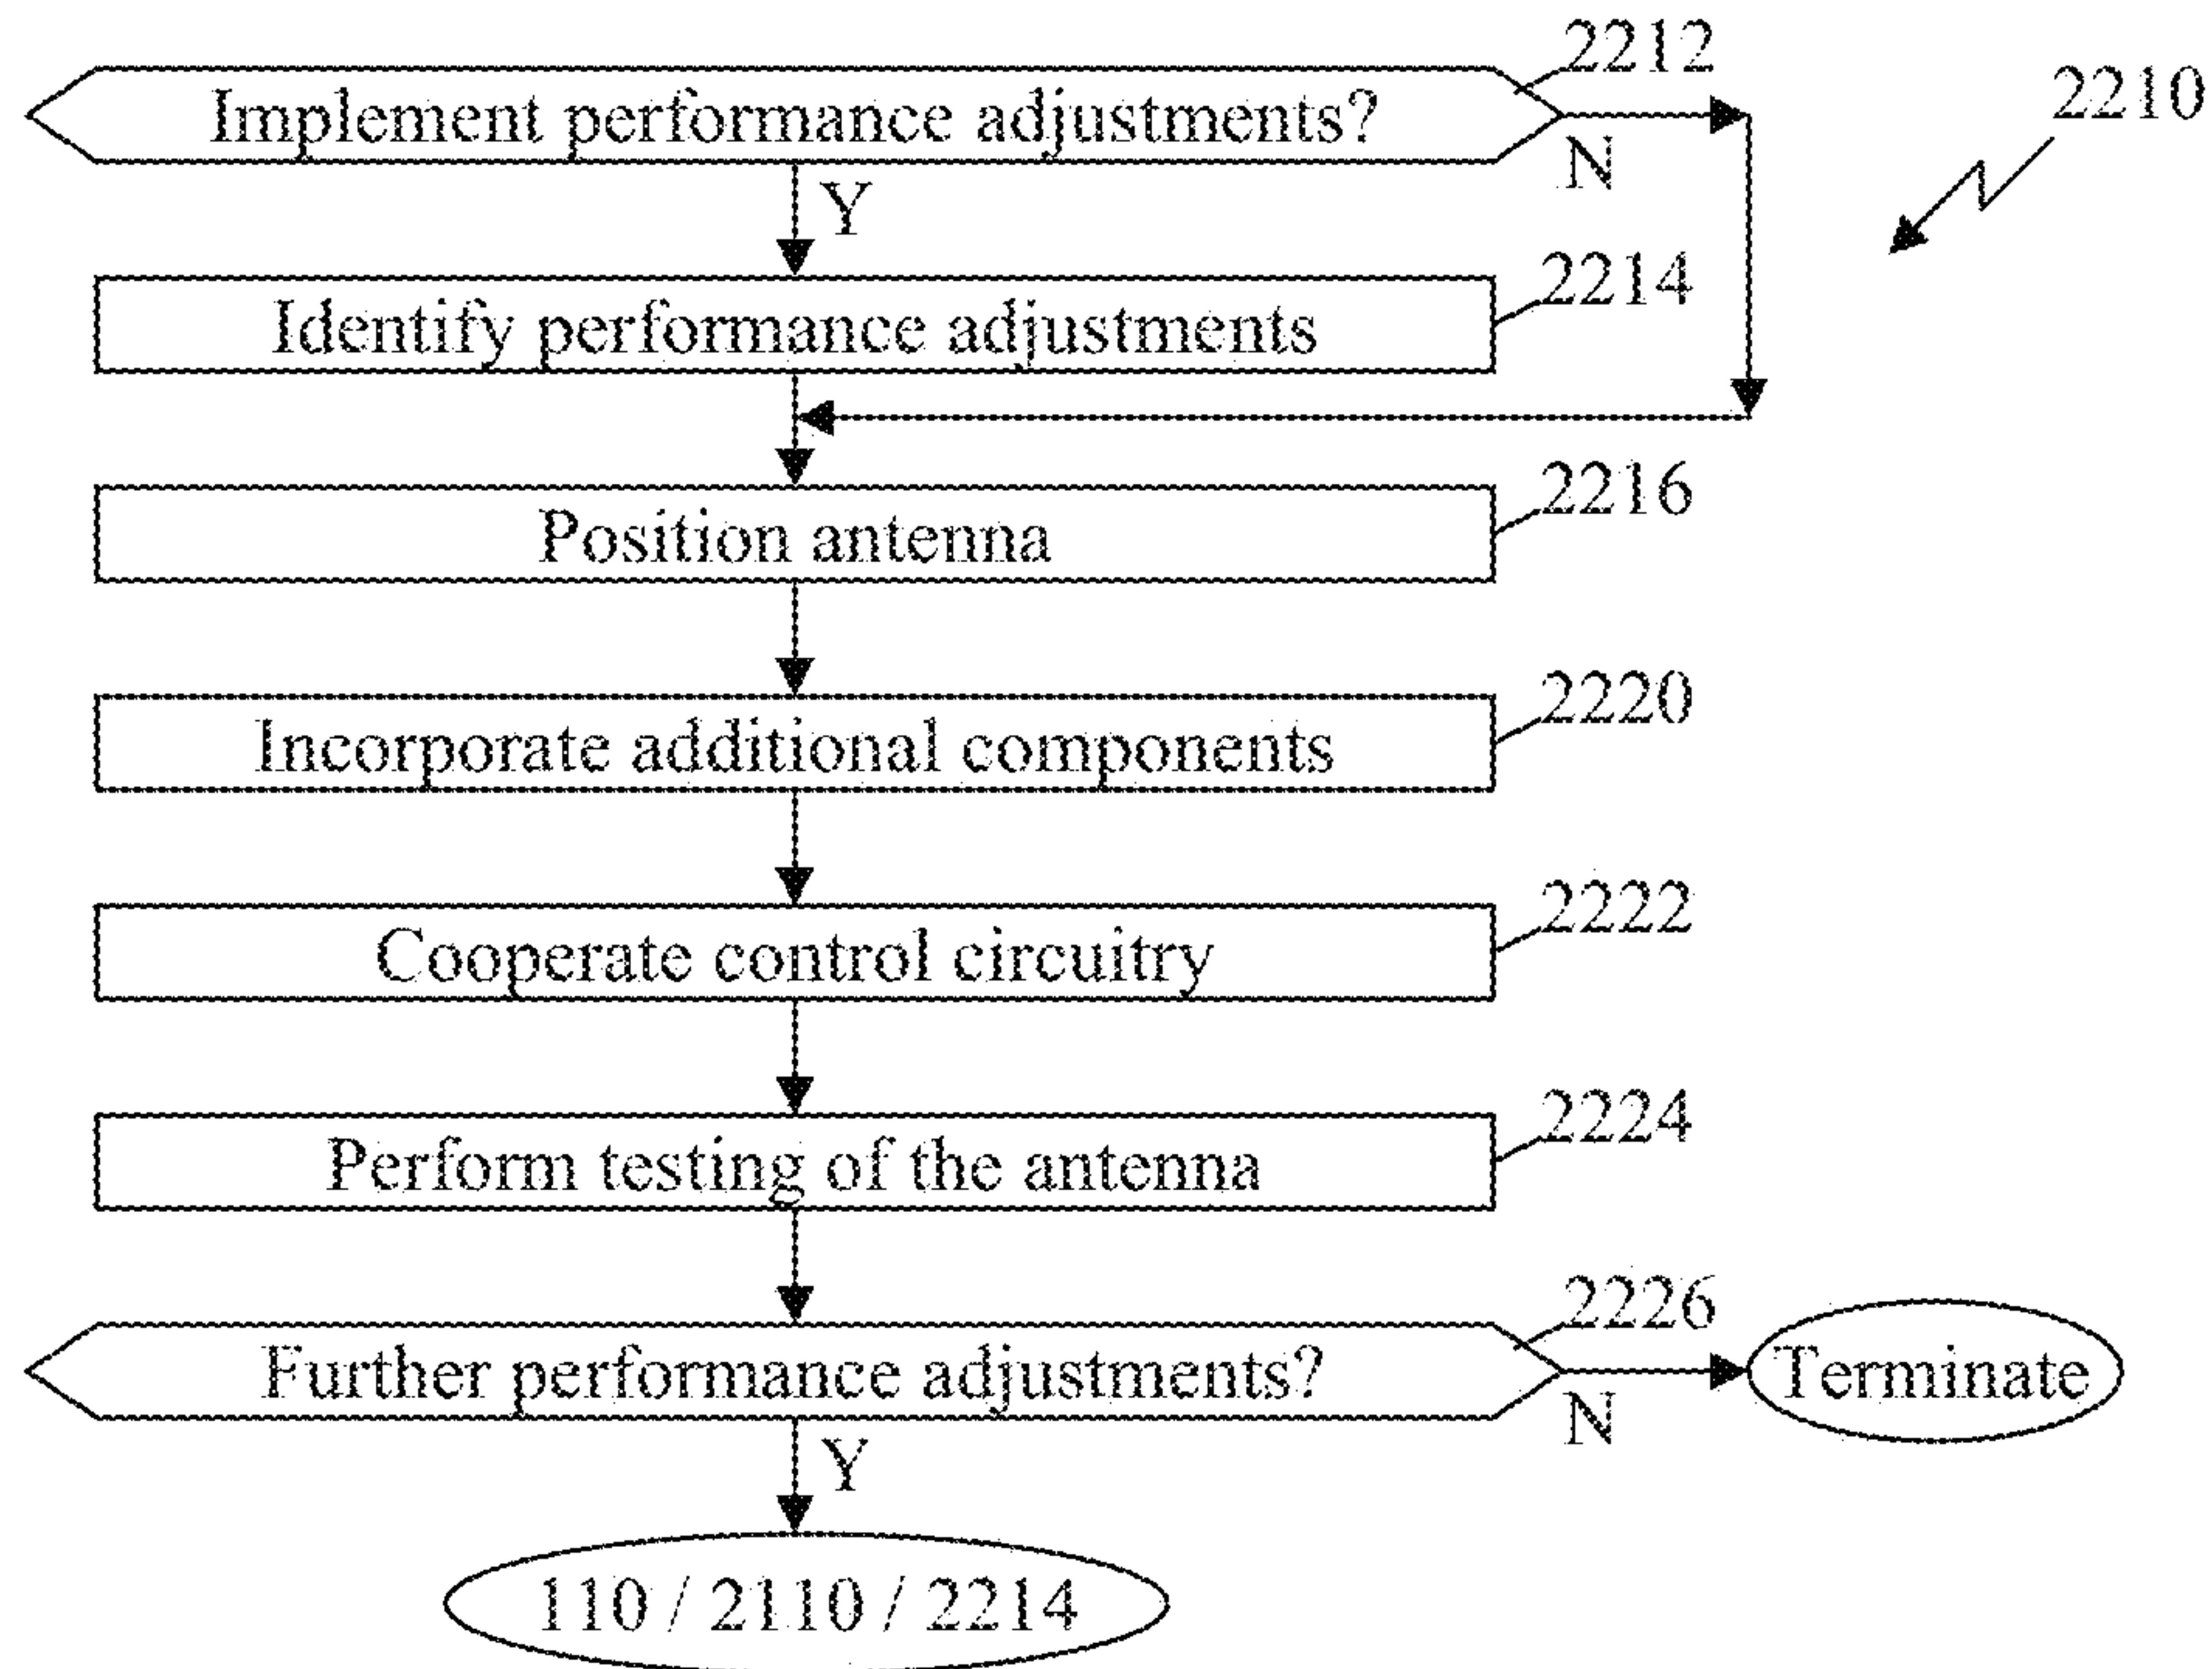 2212
2210
Implement performance adjustments?
N
Y
2214
Identify performance adjustments
2216
Position antenna
2220
Incorporate additional components
2222
Cooperate control circuitry
2224
Perform testing of the antenna
2226
Further performance adjustments?
Terminate
N
Y
110 / 2110 / 2214